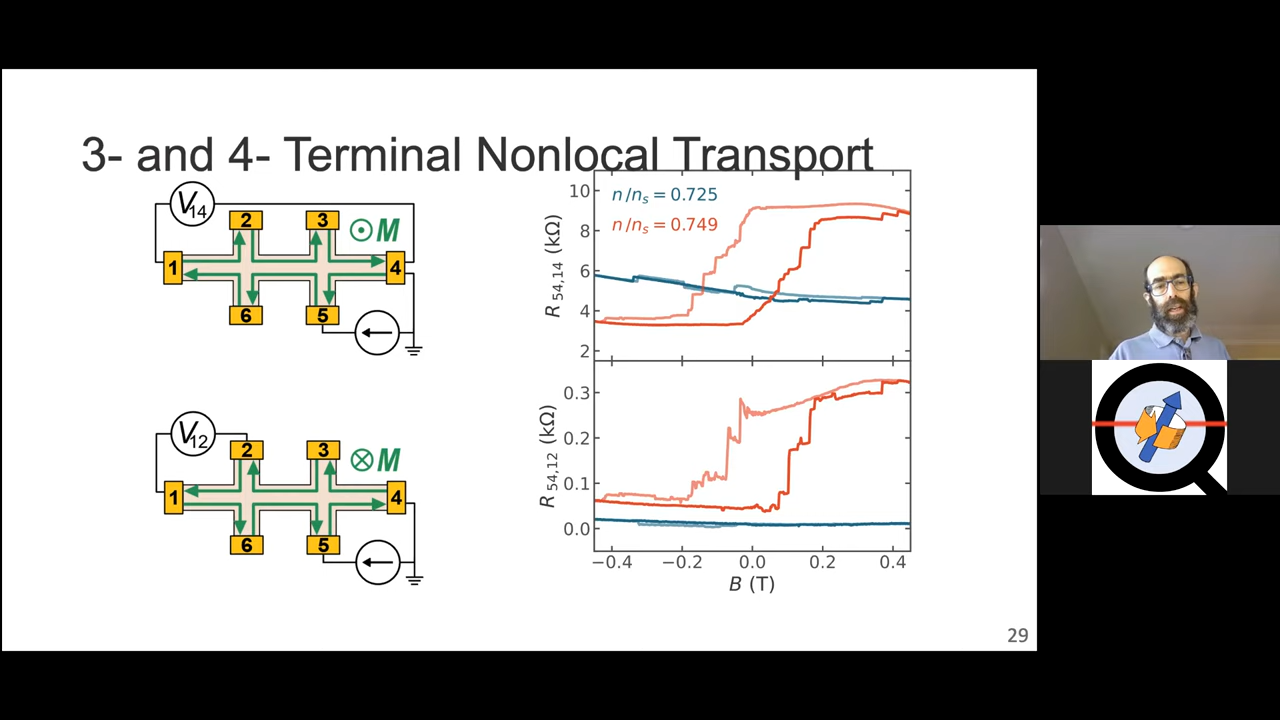 3- and 4- Terminal Nonlocal Transport
V14
2
3
⊙M
1
4
6
5
V12
2
3
⊗M
1
4
6
5
n/ns = 0.725
n/ns = 0.749
R 54,14 (kΩ)
10
8
6
4
2
R 54,12 (kΩ)
0.3
0.2
0.1
0.0
−0.4 −0.2 0.0 0.2 0.4
B (T)
29